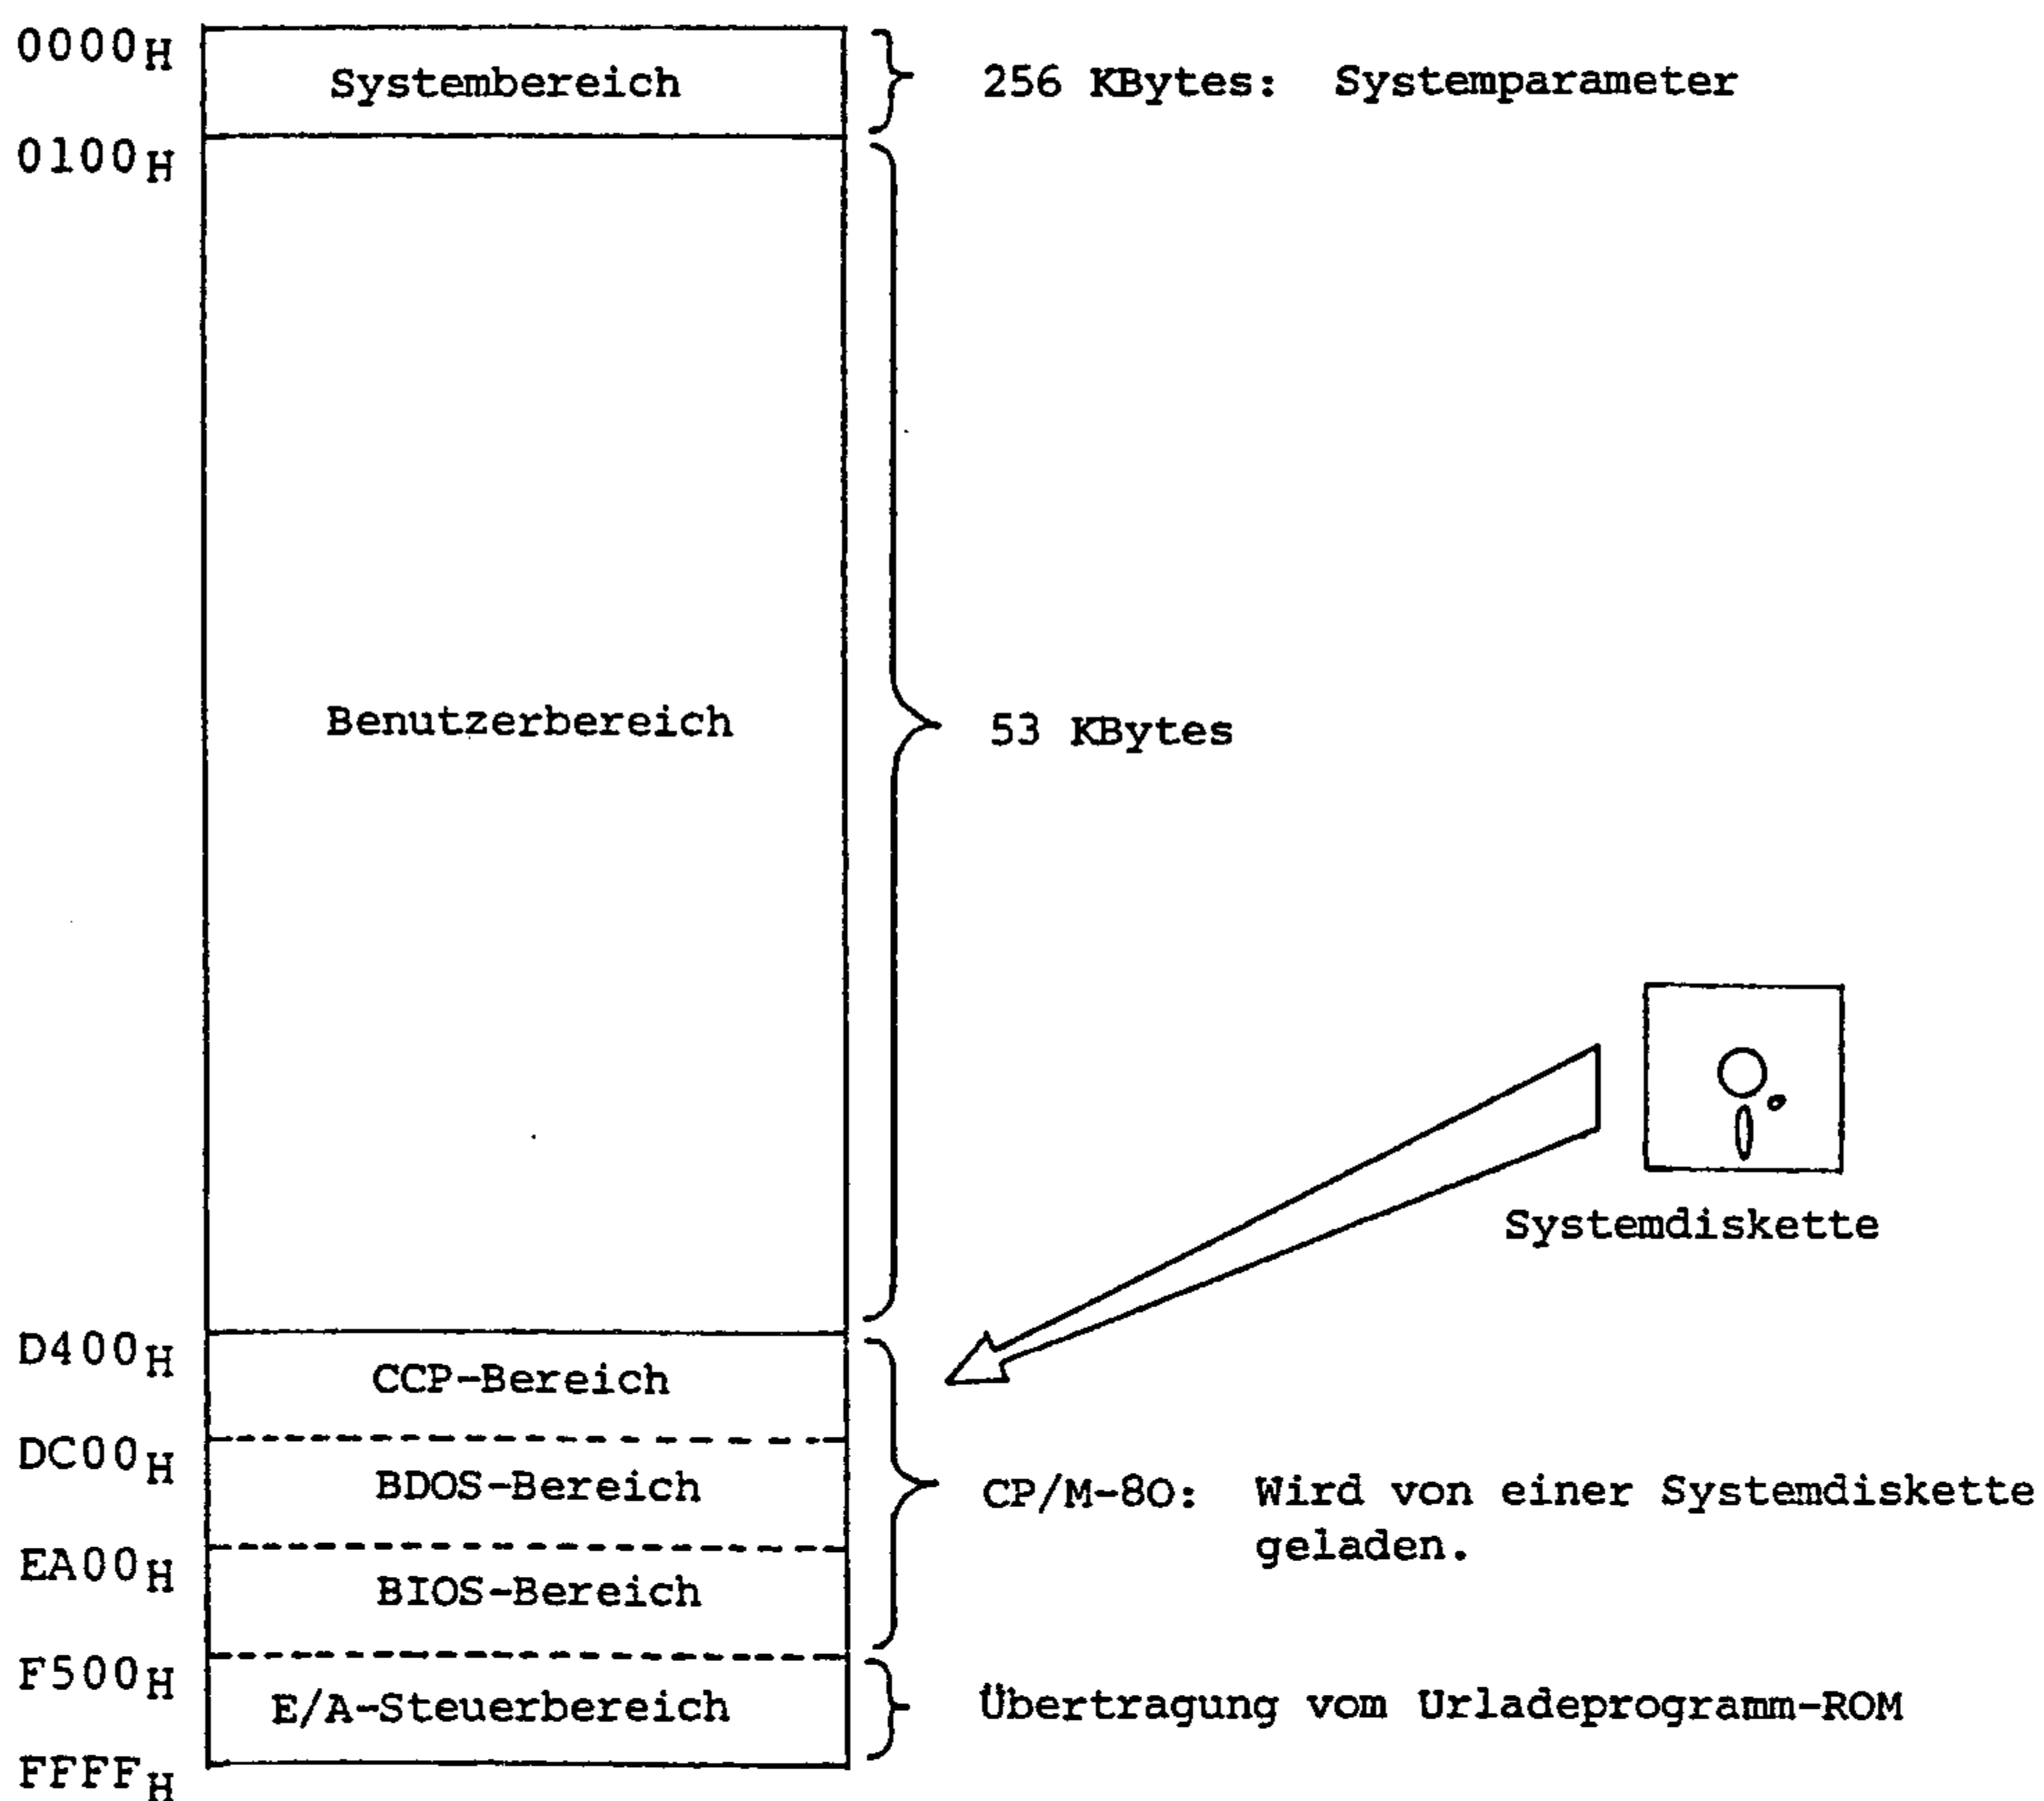 0000H
Systembereich
256 KBytes: Systemparameter
0100H
Benutzerbereich
53 KBytes
Systemdiskette
D400H
CCP-Bereich
DC00H
BDOS-Bereich
CP/M-80: Wird von einer Systemdiskette
geladen.
EA00H
BIOS-Bereich
F500H
E/A-Steuerbereich
Übertragung vom Urladeprogramm-ROM
FFFFH